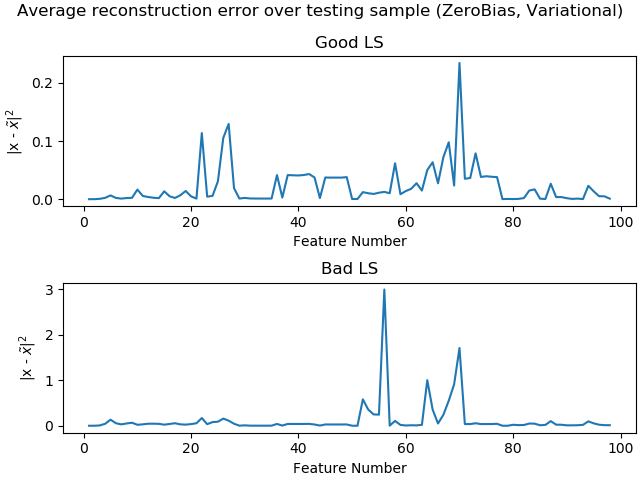 Average reconstruction error over testing sample (ZeroBias, Variational)
Good LS
|x - x̃|²
0.2
0.1
0.0
0 20 40 60 80 100
Feature Number
Bad LS
|x - x̃|²
3
2
1
0
0 20 40 60 80 100
Feature Number